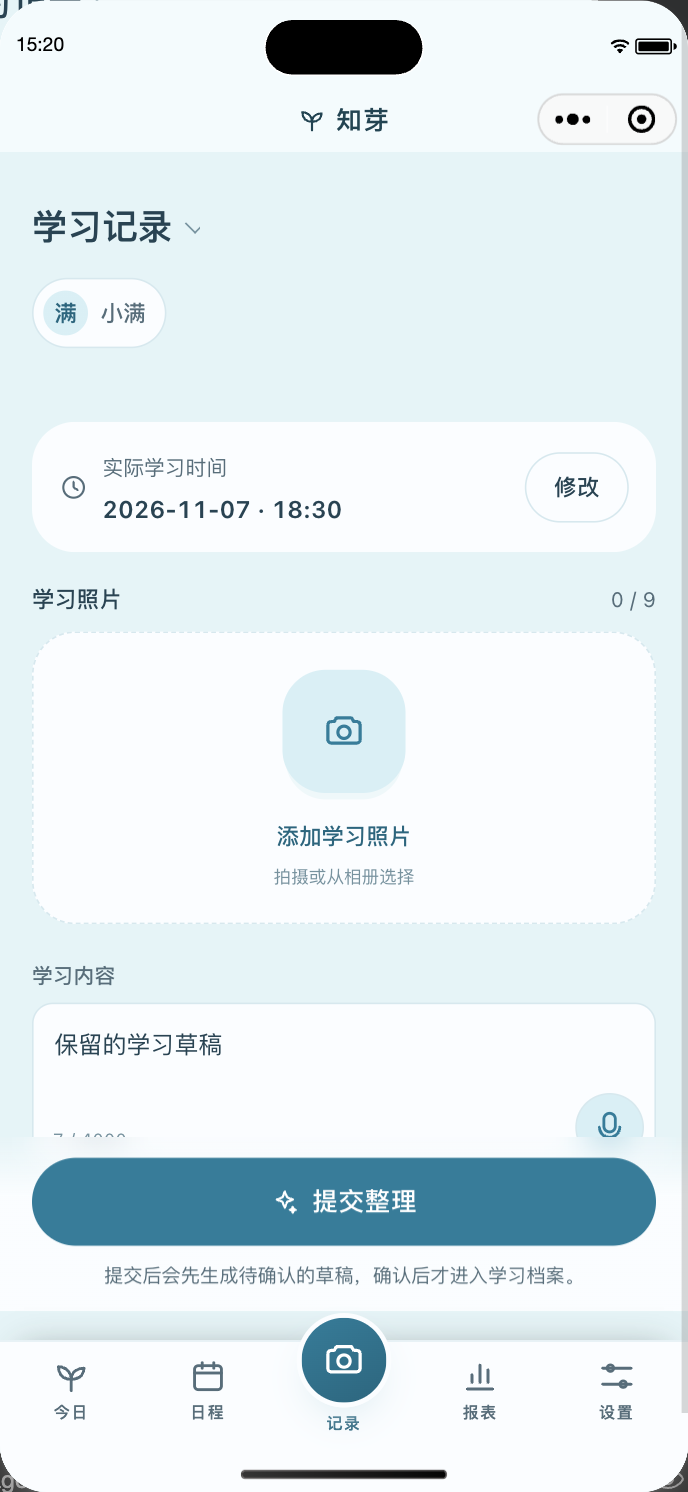 15:20
知芽
学习记录
满 小满
实际学习时间
2026-11-07 · 18:30
修改
学习照片
0 / 9
添加学习照片
拍摄或从相册选择
学习内容
保留的学习草稿
提交整理
提交后会先生成待确认的草稿，确认后才进入学习档案。
今日
日程
记录
报表
设置